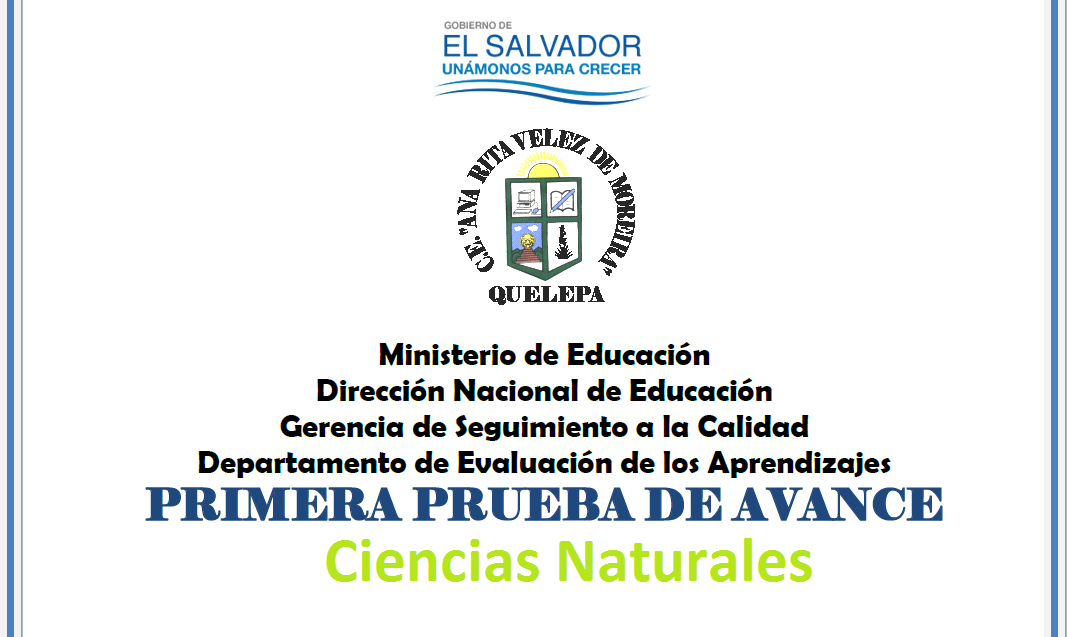 GOBIERNO DE
EL SALVADOR
UNÁMONOS PARA CRECER
C.E. "ANA RITA VELEZ DE MOREIRA"
QUELEPA
Ministerio de Educación
Dirección Nacional de Educación
Gerencia de Seguimiento a la Calidad
Departamento de Evaluación de los Aprendizajes
PRIMERA PRUEBA DE AVANCE
Ciencias Naturales